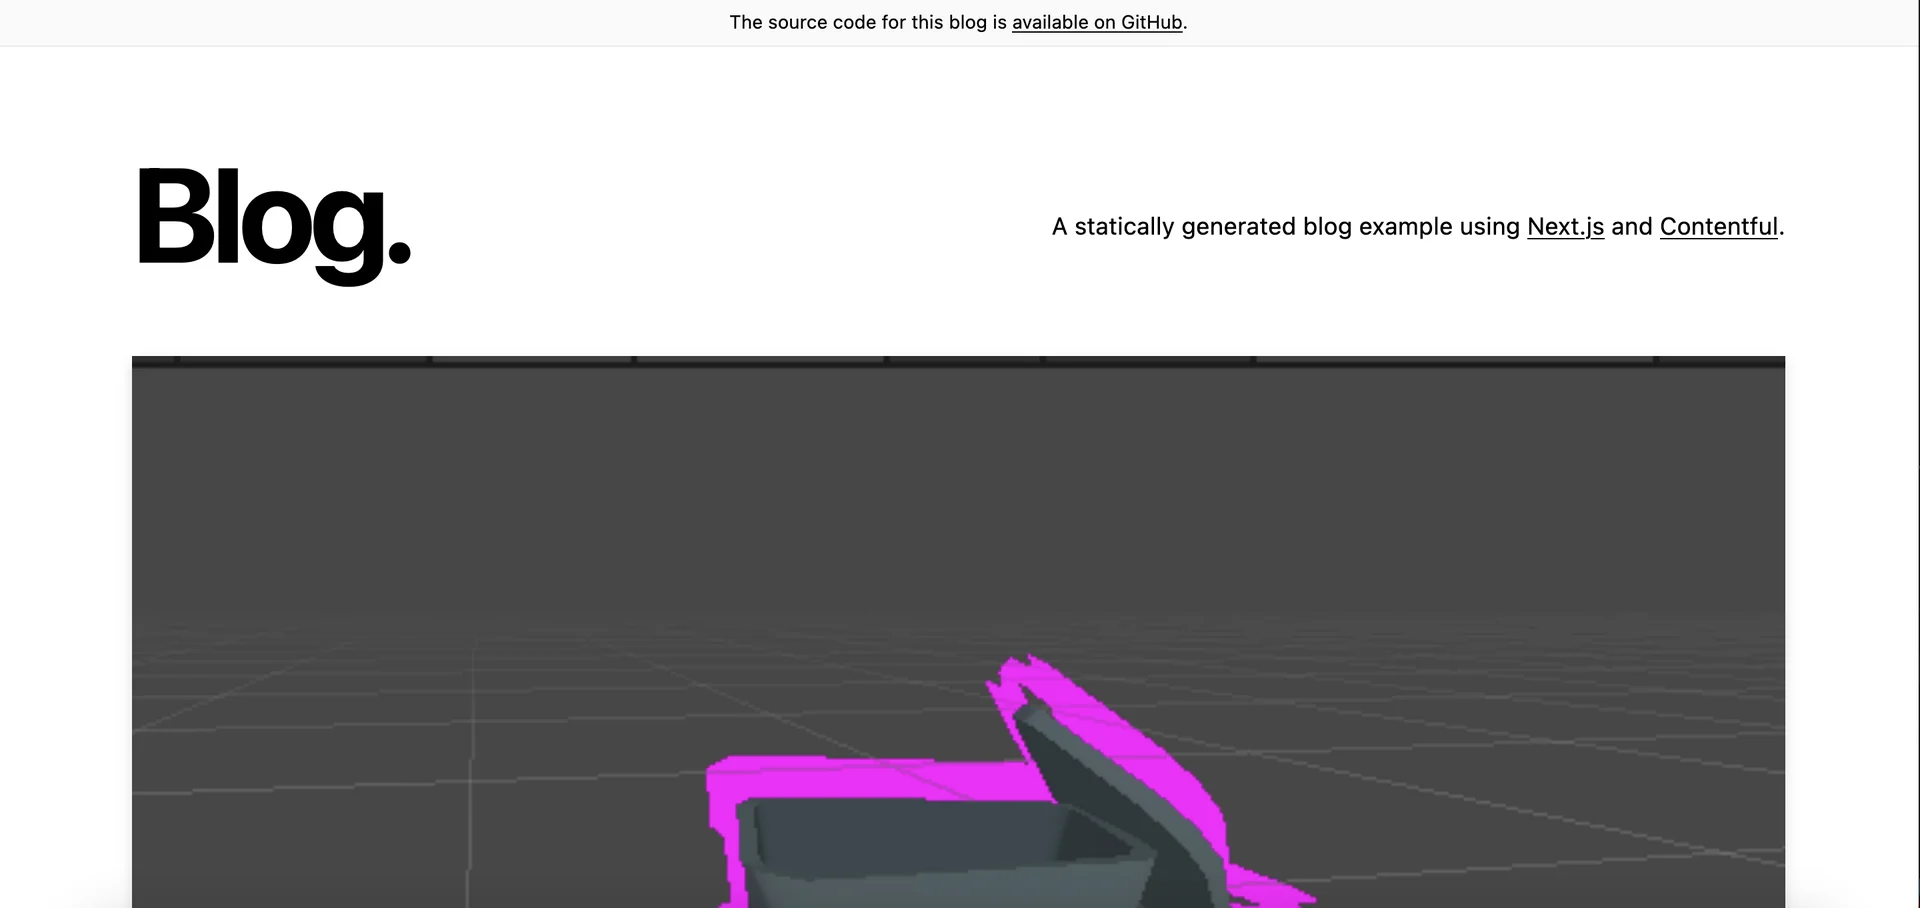 The source code for this blog is available on GitHub.
Blog.
A statically generated blog example using Next.js and Contentful.